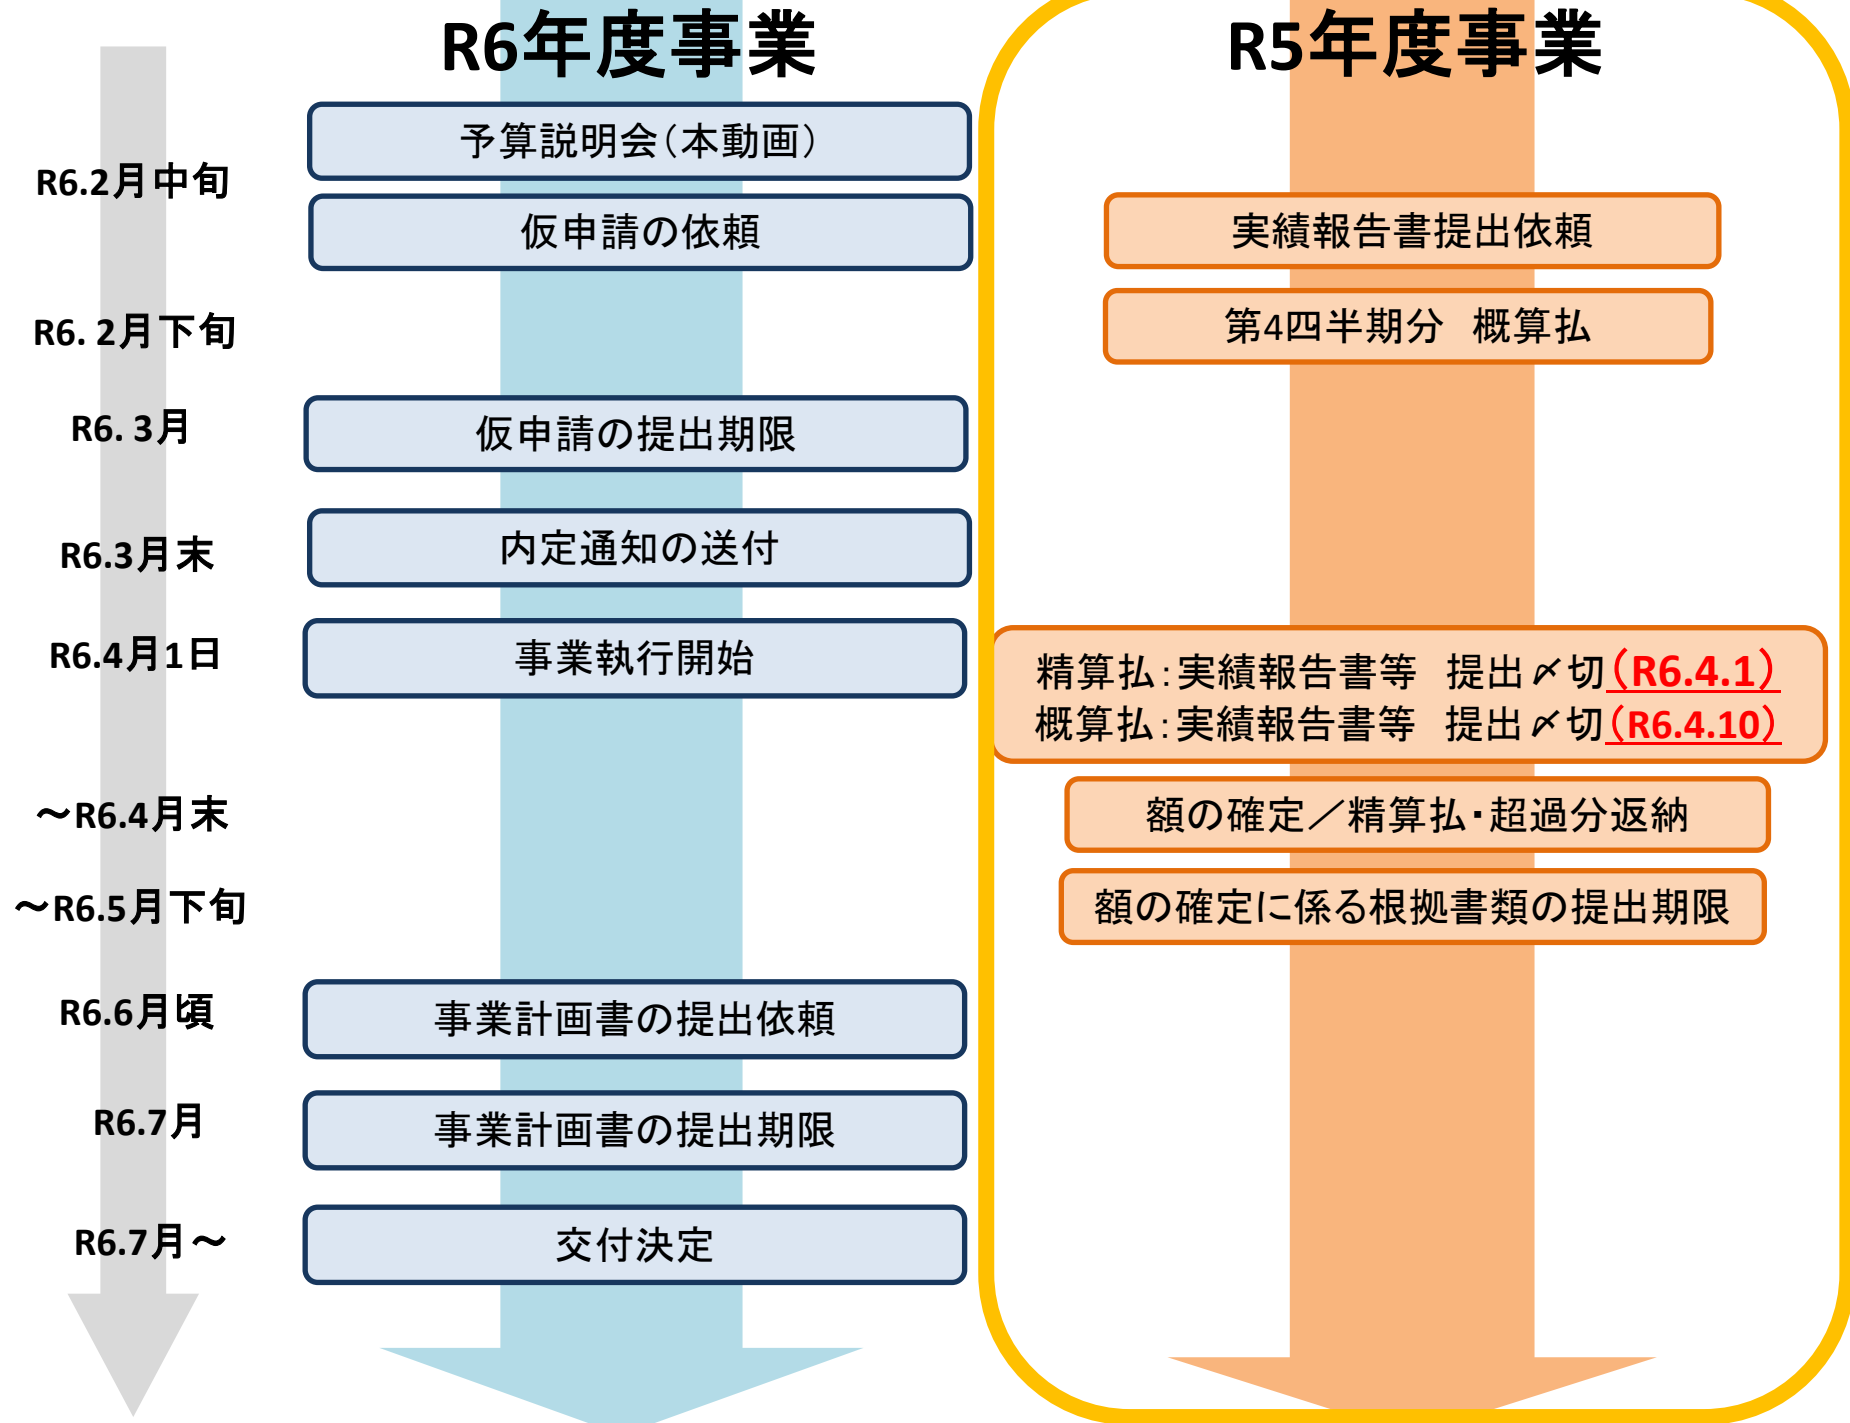 R6年度事業
R5年度事業
R6.2月中旬
予算説明会（本動画）
仮申請の依頼
実績報告書提出依頼
R6. 2月下旬
第4四半期分　概算払
R6. 3月
仮申請の提出期限
R6.3月末
内定通知の送付
R6.4月1日
事業執行開始
精算払：実績報告書等　提出〆切（R6.4.1）
概算払：実績報告書等　提出〆切（R6.4.10）
～R6.4月末
額の確定／精算払・超過分返納
～R6.5月下旬
額の確定に係る根拠書類の提出期限
R6.6月頃
事業計画書の提出依頼
R6.7月
事業計画書の提出期限
R6.7月～
交付決定